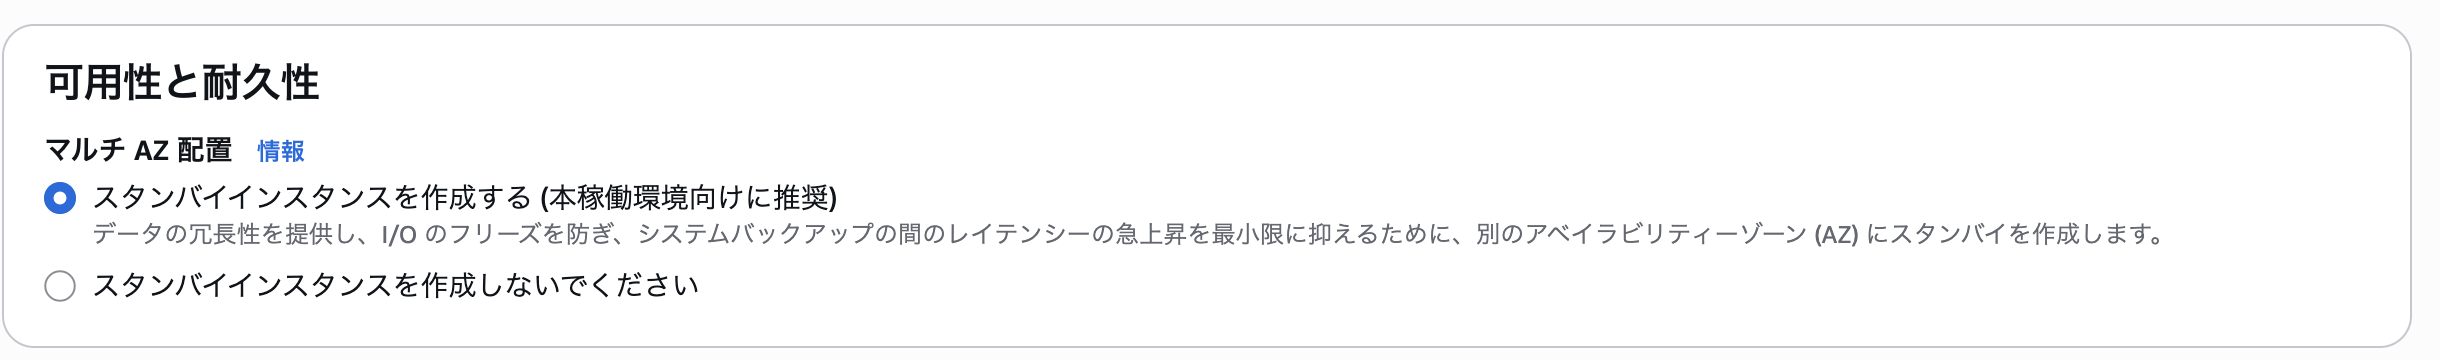 可用性と耐久性
マルチ AZ 配置 情報
スタンバイインスタンスを作成する (本稼働環境向けに推奨)
データの冗長性を提供し、I/O のフリーズを防ぎ、システムバックアップの間のレイテンシーの急上昇を最小限に抑えるために、別のアベイラビリティーゾーン (AZ) にスタンバイを作成します。
スタンバイインスタンスを作成しないでください